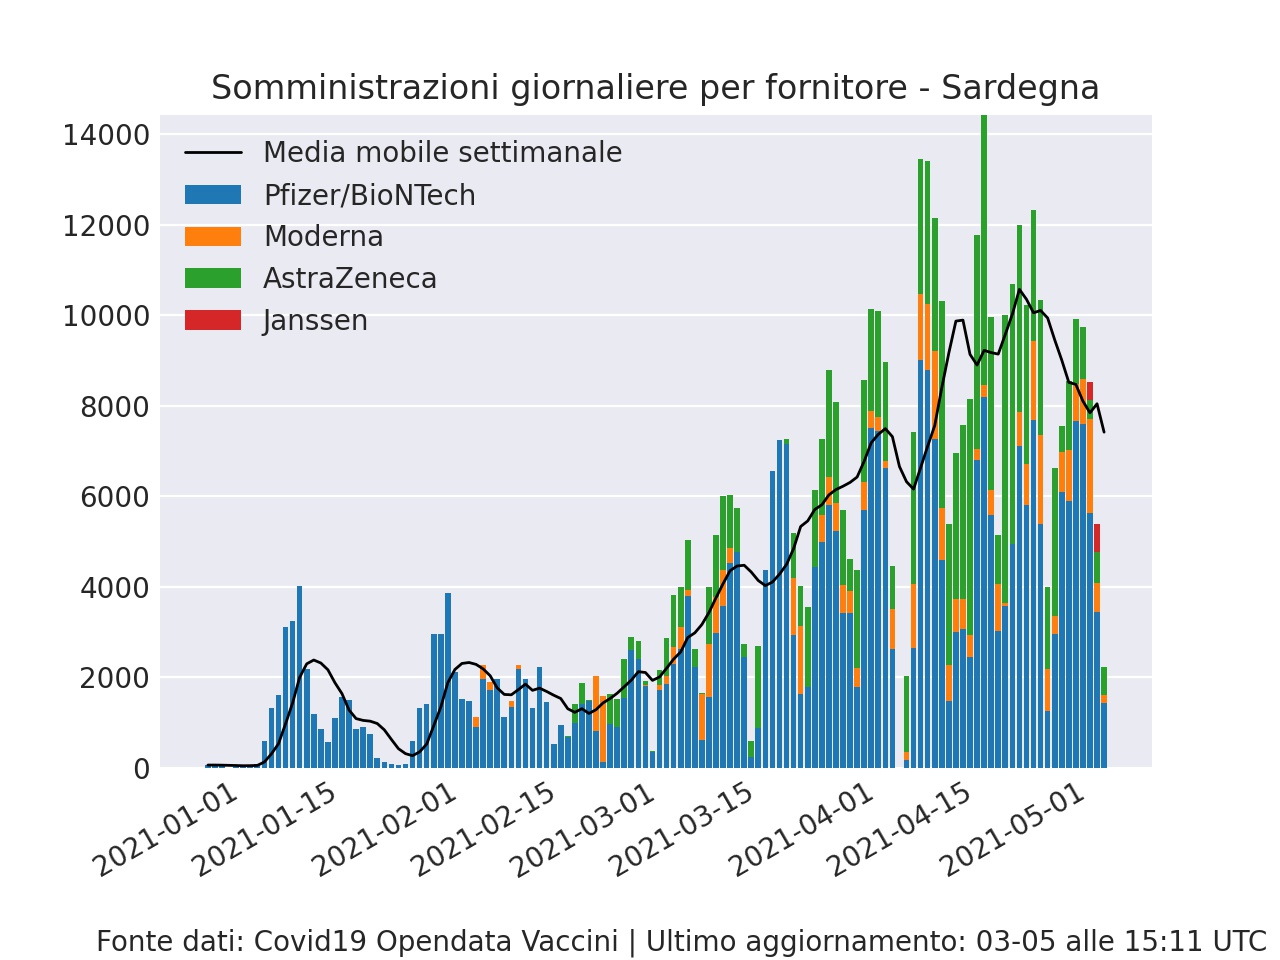 Somministrazioni giornaliere per fornitore - Sardegna
14000
12000
10000
8000
6000
4000
2000
0
Media mobile settimanale
Pfizer/BioNTech
Moderna
AstraZeneca
Janssen
2021-01-01
2021-01-15
2021-02-01
2021-02-15
2021-03-01
2021-03-15
2021-04-01
2021-04-15
2021-05-01
Fonte dati: Covid19 Opendata Vaccini | Ultimo aggiornamento: 03-05 alle 15:11 UTC